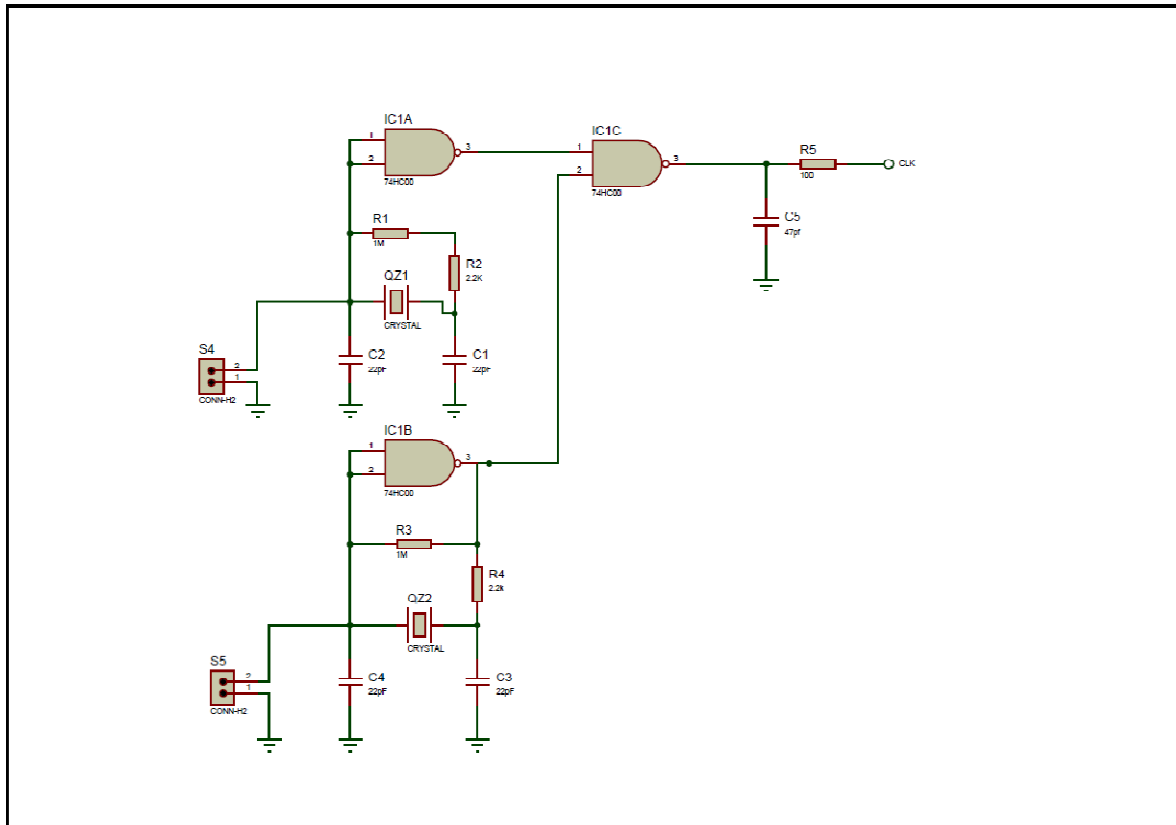 IC1A
1
2
3
74HC00
IC1C
1
2
3
74HC00
R5
100
CLK
C5
47pf
R1
1M
R2
2.2K
QZ1
CRYSTAL
C2
22pF
C1
22pF
S4
2
1
CONN-H2
IC1B
1
2
3
74HC00
R3
1M
R4
2.2k
QZ2
CRYSTAL
C4
22pF
C3
22pF
S5
2
1
CONN-H2